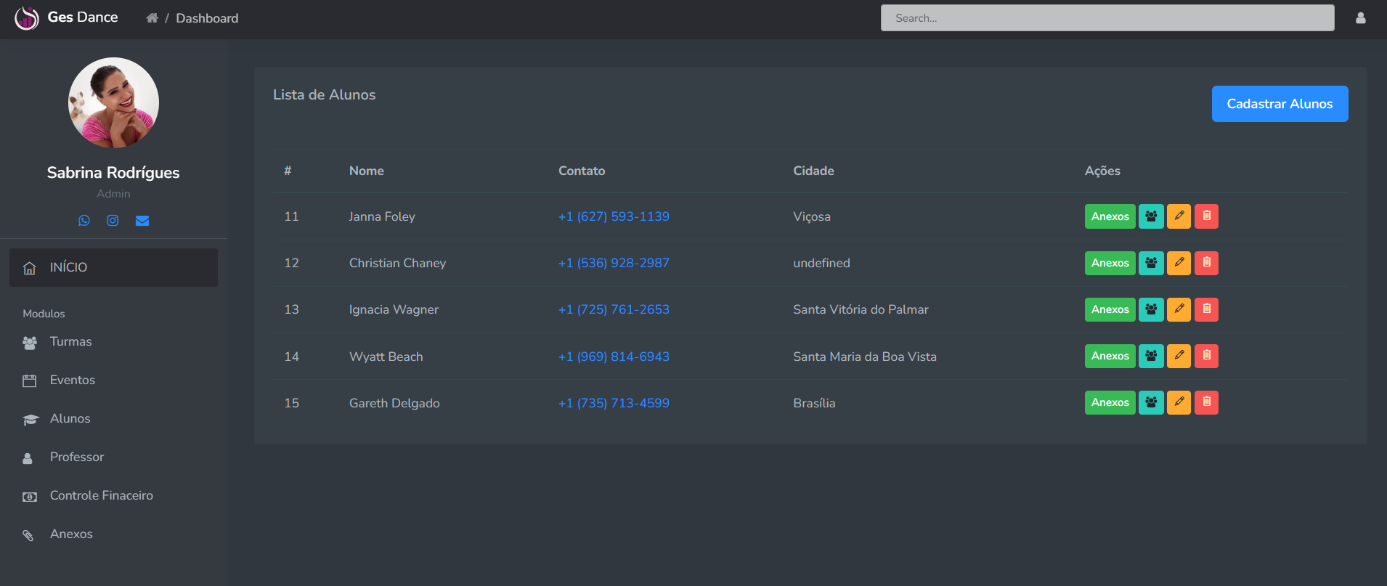 Ges Dance
/ Dashboard
Search...
Sabrina Rodrígues
Admin
INÍCIO
Modulos
Turmas
Eventos
Alunos
Professor
Controle Finaceiro
Anexos
Lista de Alunos
Cadastrar Alunos
# Nome Contato Cidade Ações
11 Janna Foley +1 (627) 593-1139 Viçosa Anexos
12 Christian Chaney +1 (536) 928-2987 undefined Anexos
13 Ignacia Wagner +1 (725) 761-2653 Santa Vitória do Palmar Anexos
14 Wyatt Beach +1 (969) 814-6943 Santa Maria da Boa Vista Anexos
15 Gareth Delgado +1 (735) 713-4599 Brasília Anexos